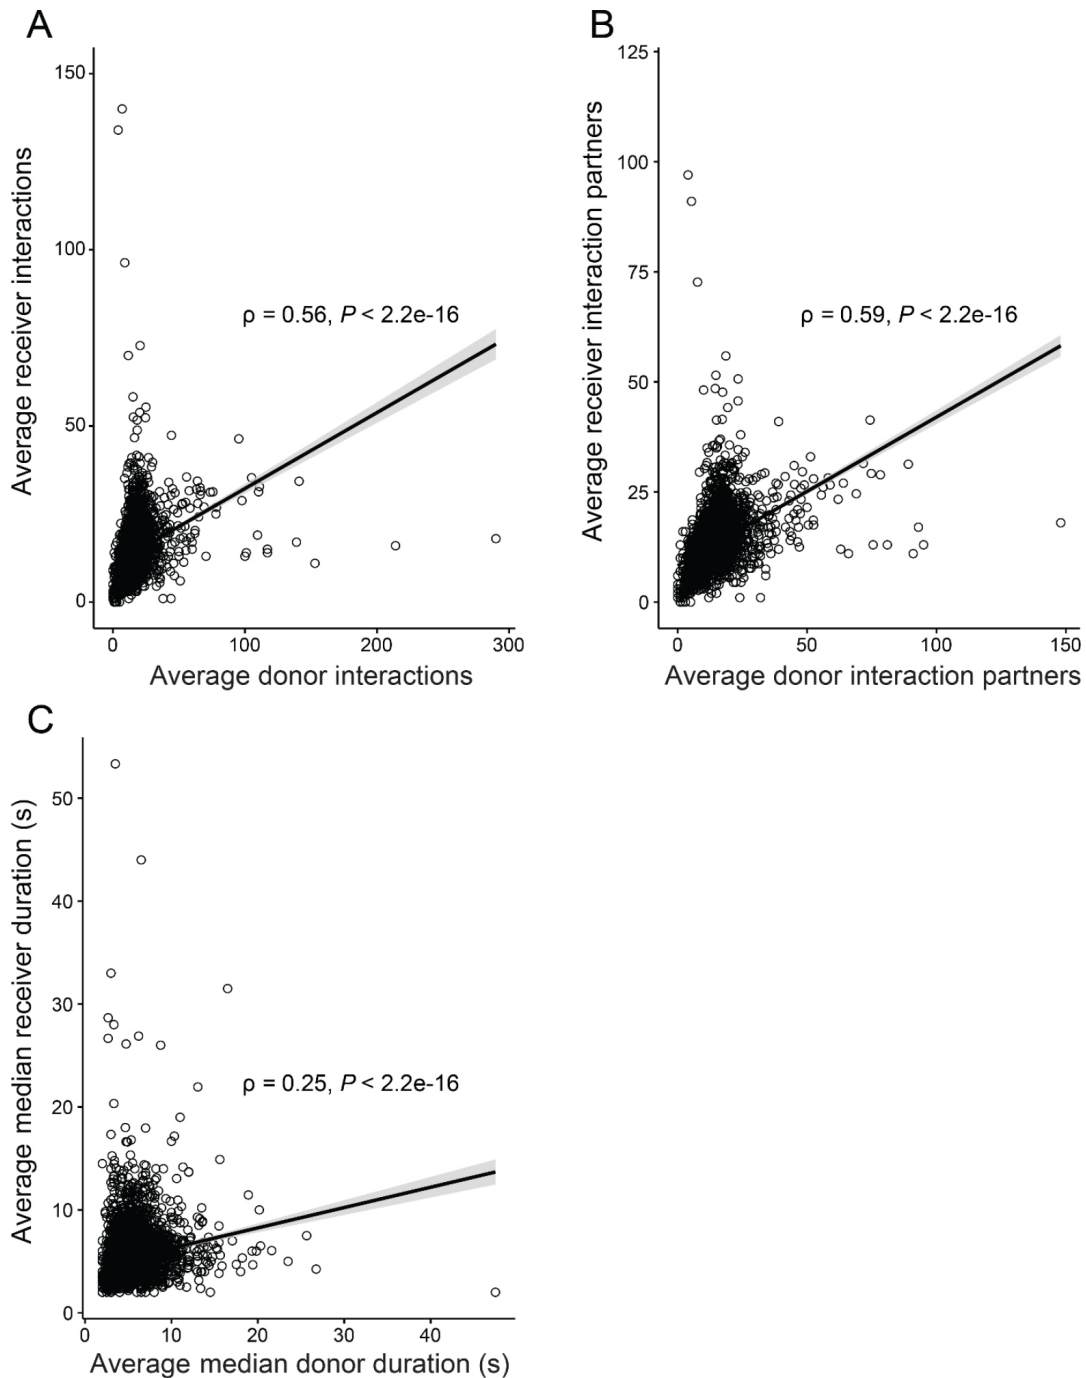 A
Average receiver interactions
150
100
50
0
ρ = 0.56, P < 2.2e-16
0 100 200 300
Average donor interactions
B
Average receiver interaction partners
125
100
75
50
25
0
ρ = 0.59, P < 2.2e-16
0 50 100 150
Average donor interaction partners
C
Average median receiver duration (s)
50
40
30
20
10
0
ρ = 0.25, P < 2.2e-16
0 10 20 30 40
Average median donor duration (s)